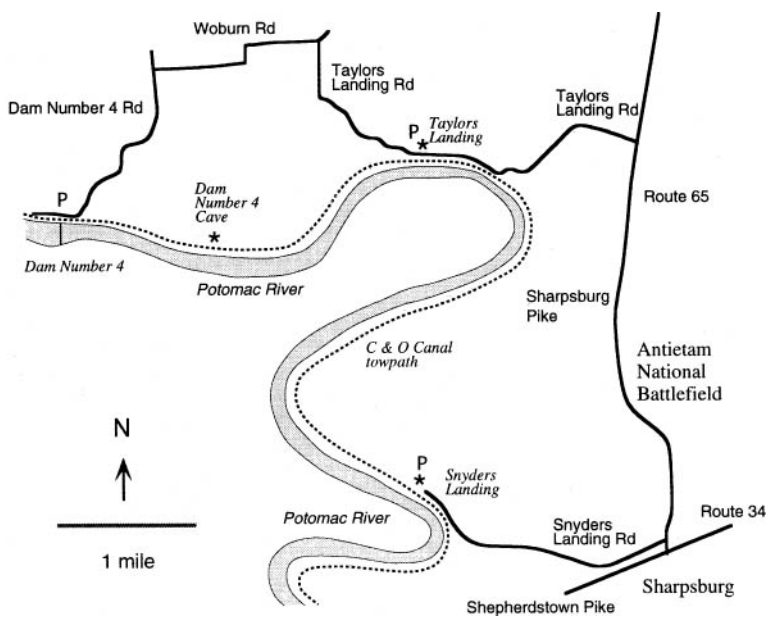 Woburn Rd
Taylors
Landing Rd
Dam Number 4 Rd
P
Taylors
Landing
Taylors
Landing Rd
P
Dam
Number 4
Cave
Route 65
Dam Number 4
Potomac River
Sharpsburg
Pike
C & O Canal
towpath
Antietam
National
Battlefield
N
P
Snyders
Landing
Potomac River
Snyders
Landing Rd
Route 34
1 mile
Sharpsburg
Shepherdstown Pike